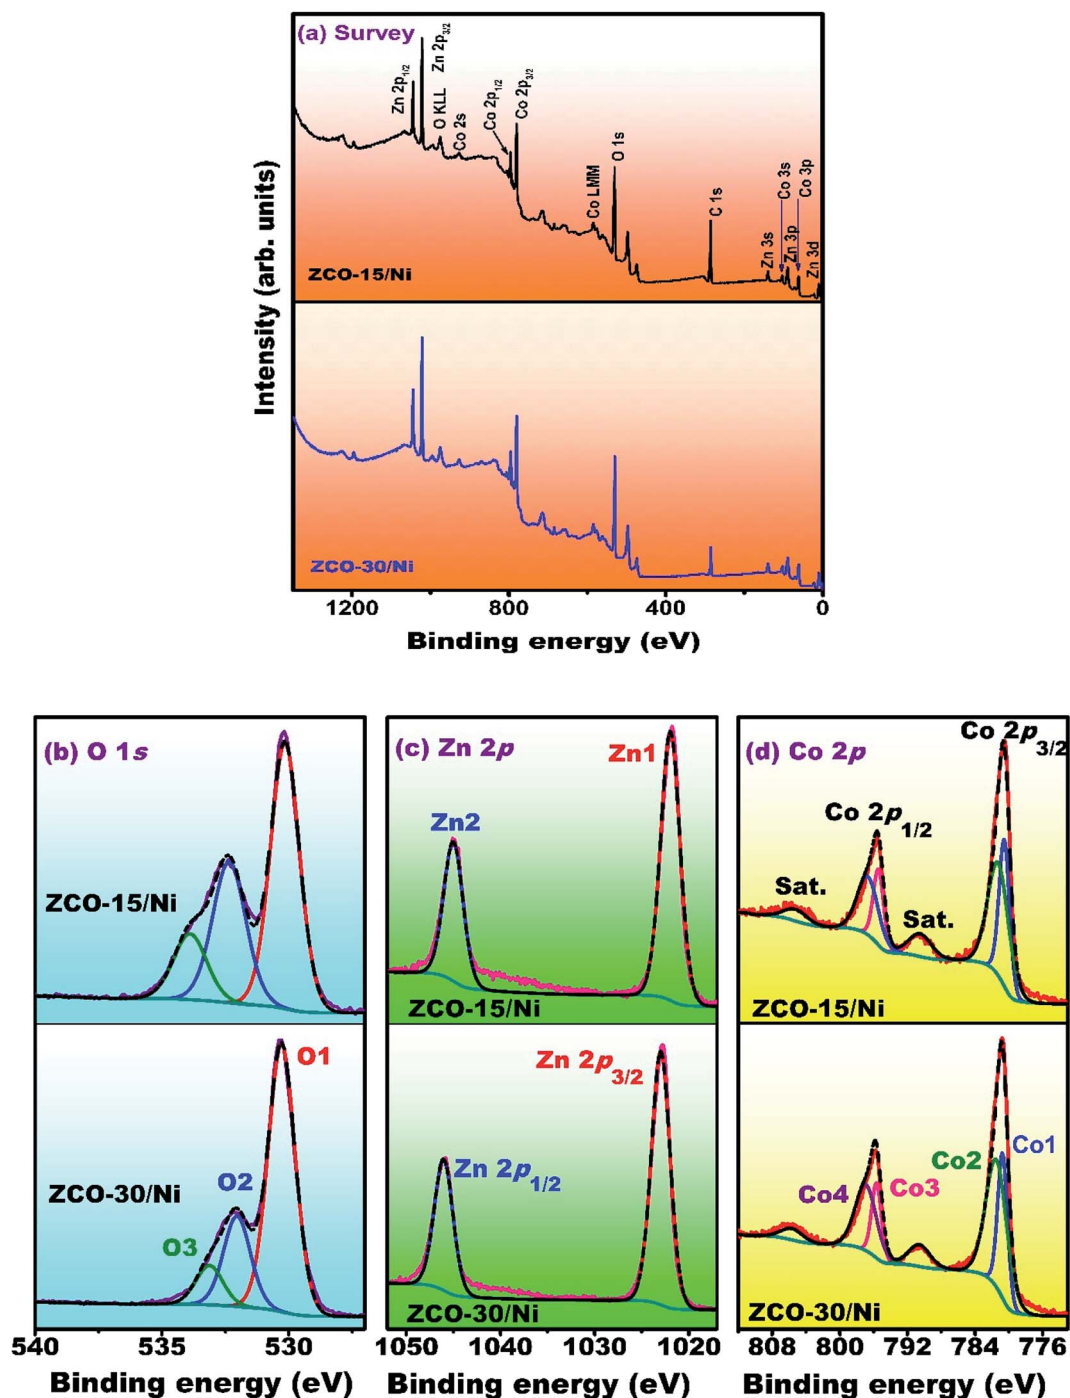 (a) Survey
Zn 2p1/2
Zn 2p3/2
O KLL
Co 2s
Co 2p1/2
Co 2p3/2
Co LMM
O 1s
C 1s
Zn 3s
Co 3s
Zn 3p
Co 3p
Zn 3d
ZCO-15/Ni
ZCO-30/Ni
Intensity (arb. units)
1200 800 400 0
Binding energy (eV)
(b) O 1s
ZCO-15/Ni
O1
O2
ZCO-30/Ni
O3
540 535 530
Binding energy (eV)
(c) Zn 2p
Zn1
Zn2
ZCO-15/Ni
Zn 2p3/2
Zn 2p1/2
ZCO-30/Ni
1050 1040 1030 1020
Binding energy (eV)
(d) Co 2p
Co 2p3/2
Co 2p1/2
Sat.
Sat.
ZCO-15/Ni
Co1
Co2
Co3
Co4
ZCO-30/Ni
808 800 792 784 776
Binding energy (eV)